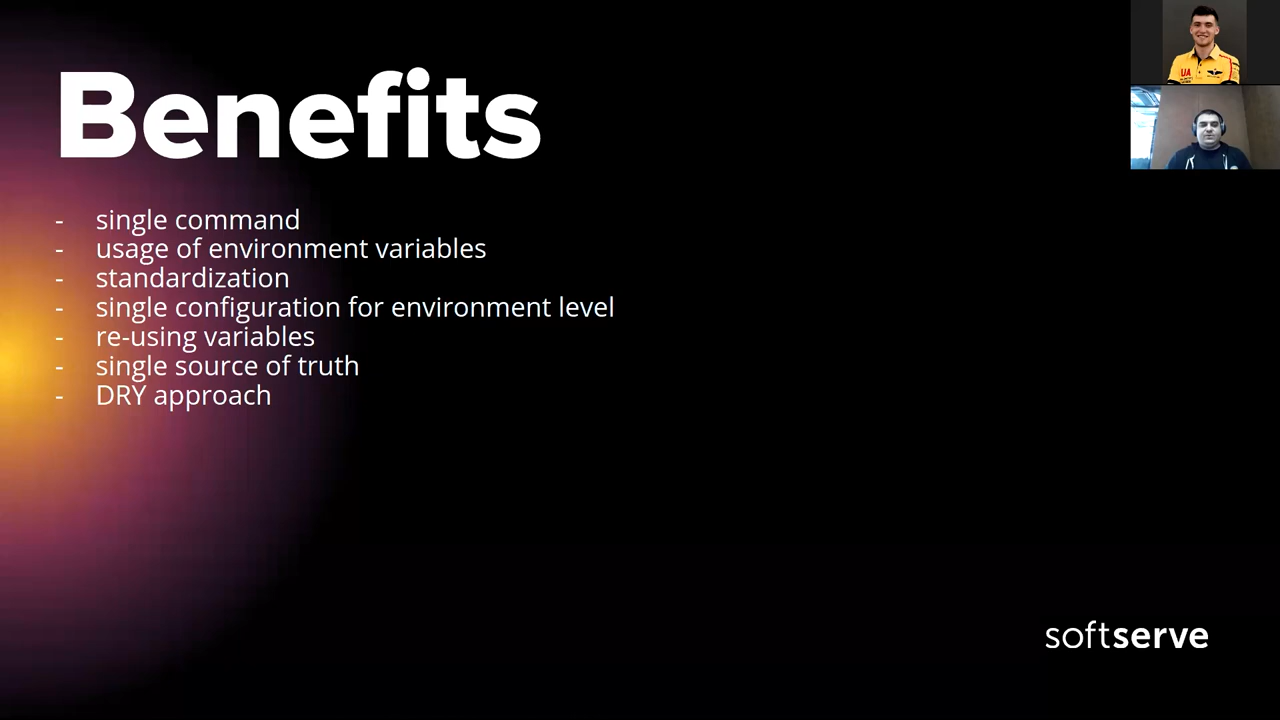 Benefits
- single command
- usage of environment variables
- standardization
- single configuration for environment level
- re-using variables
- single source of truth
- DRY approach
UA
softserve